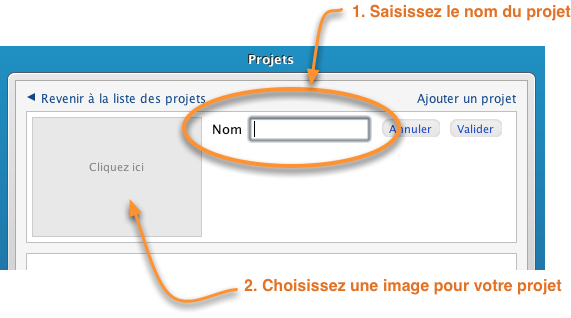 1. Saisissez le nom du projet
Projets
Revenir à la liste des projets
Ajouter un projet
Nom
Annuler
Valider
Cliquez ici
2. Choisissez une image pour votre projet